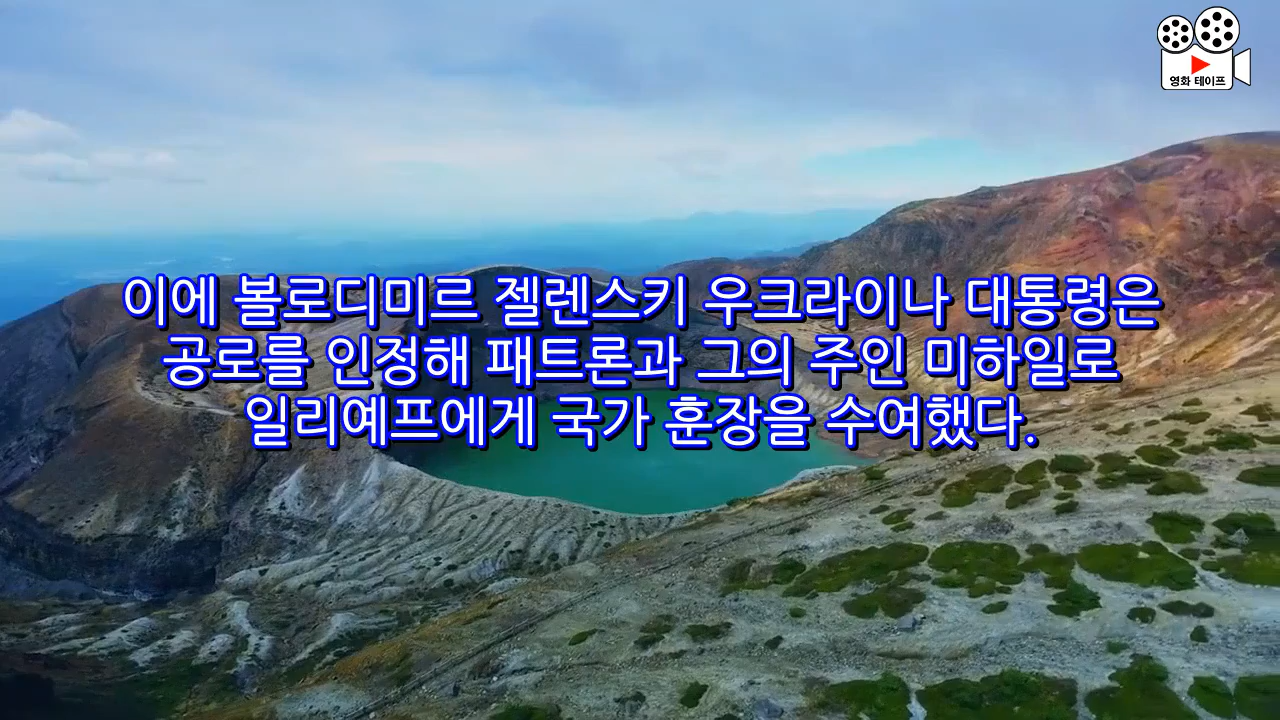 영화 테이프
이에 볼로디미르 젤렌스키 우크라이나 대통령은
공로를 인정해 패트론과 그의 주인 미하일로
일리예프에게 국가 훈장을 수여했다.